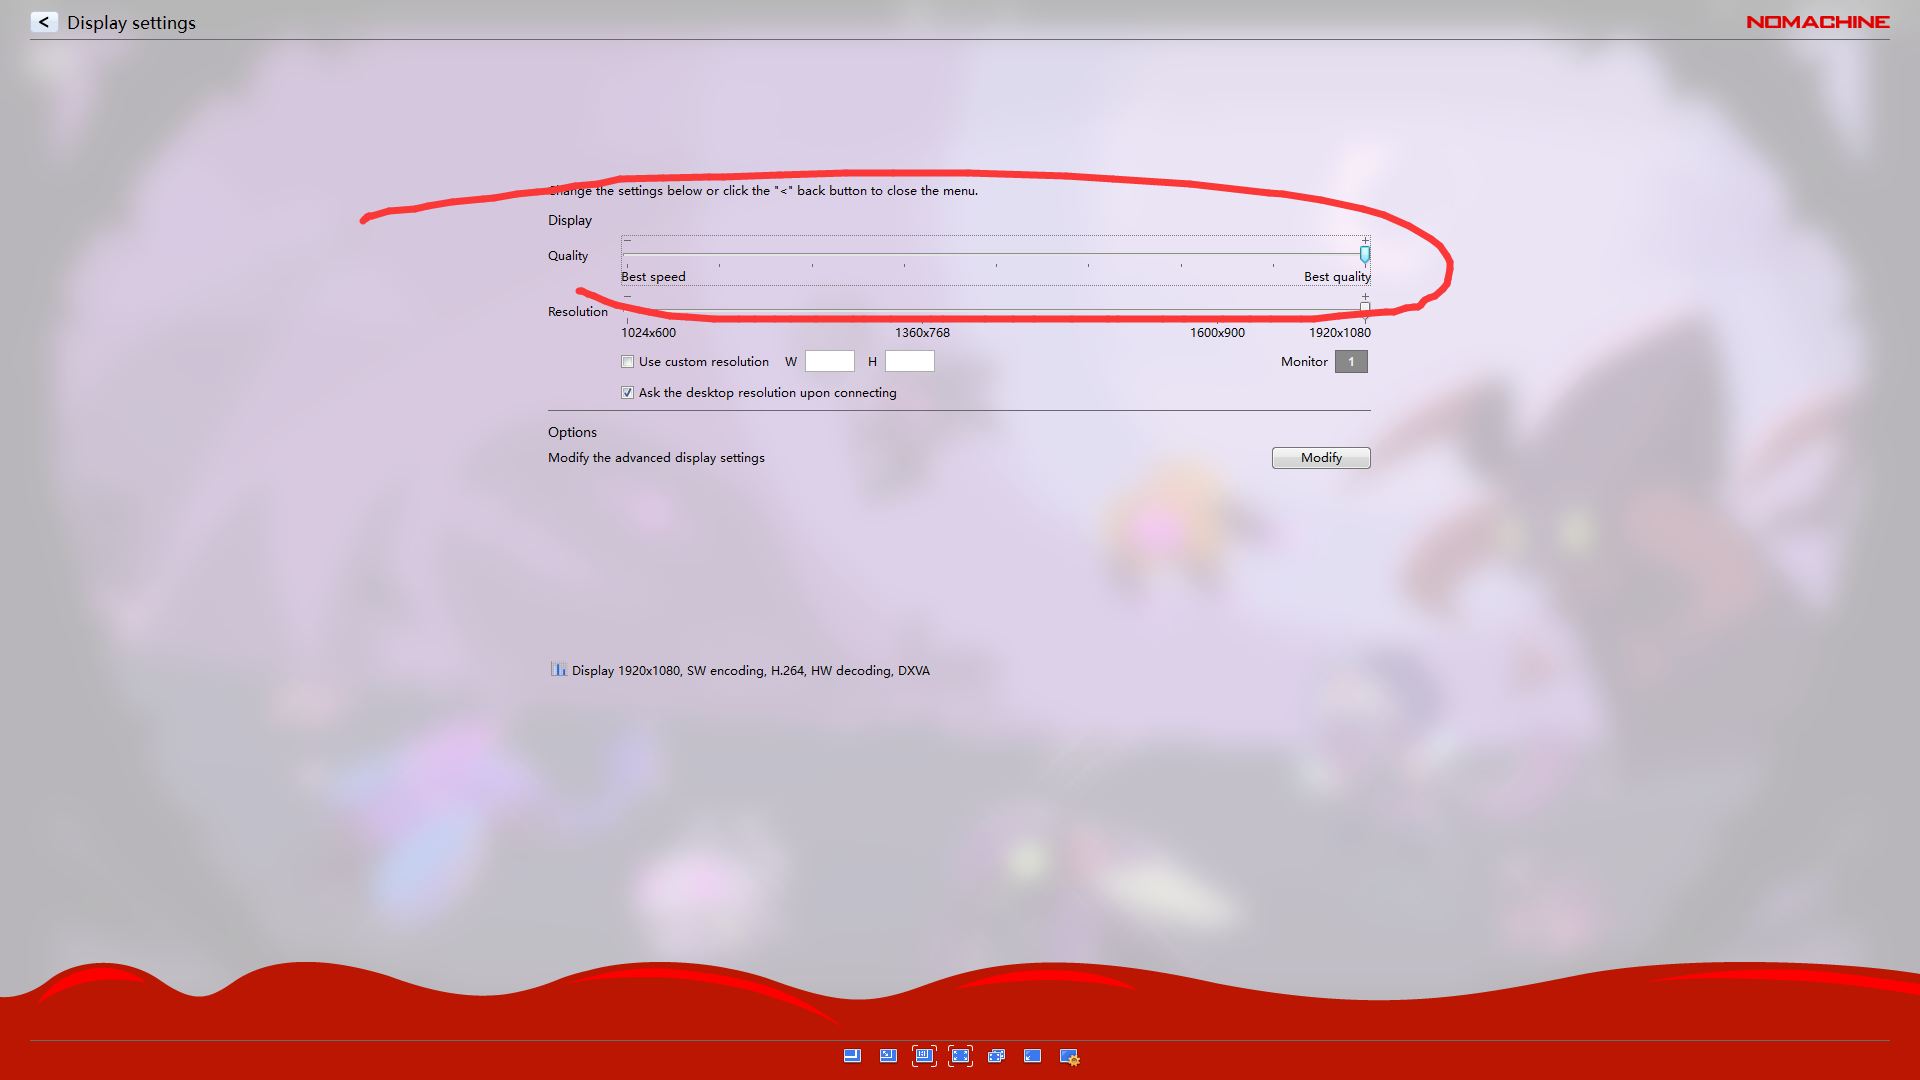 < Display settings
NOMACHINE
Change the settings below or click the "<" back button to close the menu.
Display
Quality
Best speed Best quality
Resolution
1024x600 1360x768 1600x900 1920x1080
Use custom resolution W H Monitor 1
Ask the desktop resolution upon connecting
Options
Modify the advanced display settings Modify
Display 1920x1080, SW encoding, H.264, HW decoding, DXVA